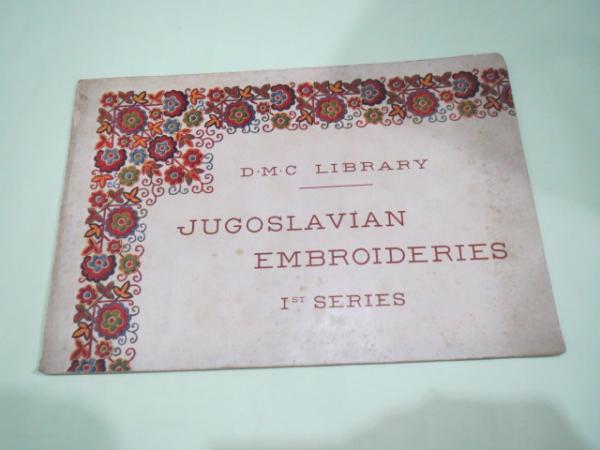 D·M·C LIBRARY
JUGOSLAVIAN
EMBROIDERIES
IST SERIES